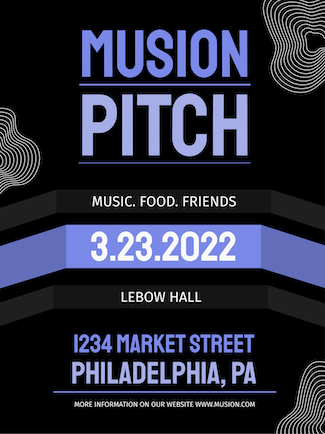 MUSION
PITCH
MUSIC. FOOD. FRIENDS
3.23.2022
LEBOW HALL
1234 MARKET STREET
PHILADELPHIA, PA
MORE INFORMATION ON OUR WEBSITE WWW.MUSION.COM